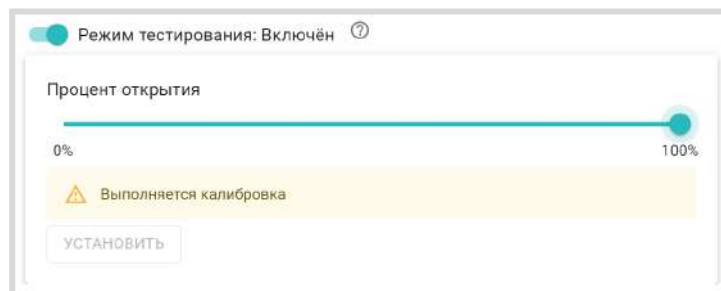 Режим тестирования: Включён
Процент открытия
0% 100%
Выполняется калибровка
УСТАНОВИТЬ